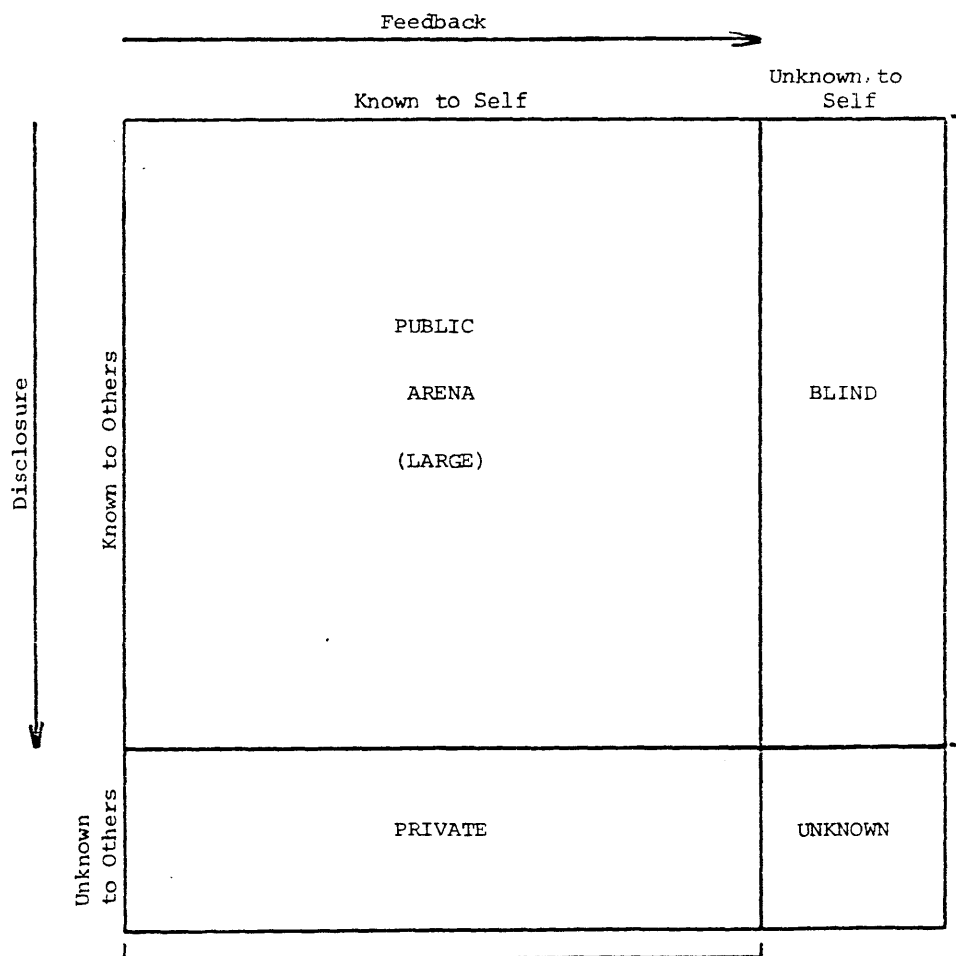 Feedback
Known to Self
Unknown to
Self
Disclosure
Known to Others
PUBLIC
ARENA
(LARGE)
BLIND
Unknown
to Others
PRIVATE
UNKNOWN